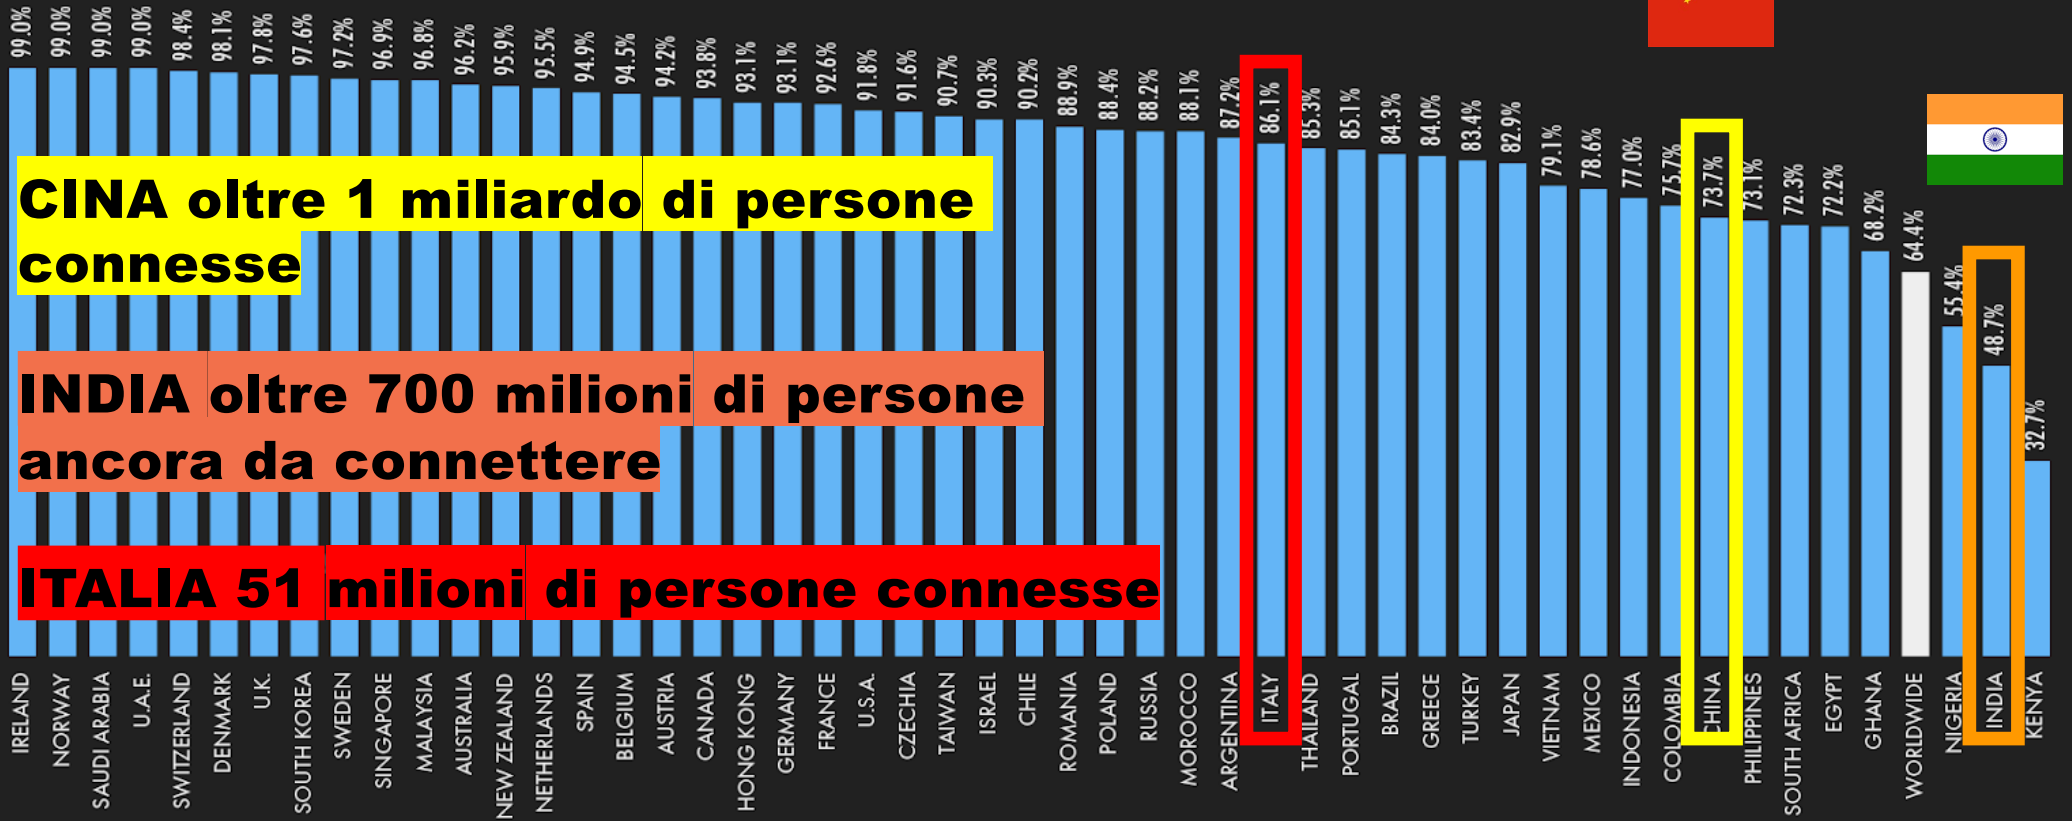 99.0%
99.0%
99.0%
99.0%
98.4%
98.1%
97.8%
97.6%
97.2%
96.9%
96.8%
96.2%
95.9%
95.5%
94.9%
94.5%
94.2%
93.8%
93.1%
93.1%
92.6%
91.8%
91.6%
90.7%
90.3%
90.2%
88.9%
88.4%
88.2%
88.1%
87.2%
86.1%
85.3%
85.1%
84.3%
84.0%
83.4%
82.9%
79.1%
78.6%
77.0%
75.7%
73.7%
73.1%
72.3%
72.2%
68.2%
64.4%
55.4%
48.7%
32.7%
CINA oltre 1 miliardo di persone
connesse
INDIA oltre 700 milioni di persone
ancora da connettere
ITALIA 51 milioni di persone connesse
IRELAND
NORWAY
SAUDI ARABIA
U.A.E.
SWITZERLAND
DENMARK
U.K.
SOUTH KOREA
SWEDEN
SINGAPORE
MALAYSIA
AUSTRALIA
NEW ZEALAND
NETHERLANDS
SPAIN
BELGIUM
AUSTRIA
CANADA
HONG KONG
GERMANY
FRANCE
U.S.A.
CZECHIA
TAIWAN
ISRAEL
CHILE
ROMANIA
POLAND
RUSSIA
MOROCCO
ARGENTINA
ITALY
THAILAND
PORTUGAL
BRAZIL
GREECE
TURKEY
JAPAN
VIETNAM
MEXICO
INDONESIA
COLOMBIA
CHINA
PHILIPPINES
SOUTH AFRICA
EGYPT
GHANA
WORLDWIDE
NIGERIA
INDIA
KENYA